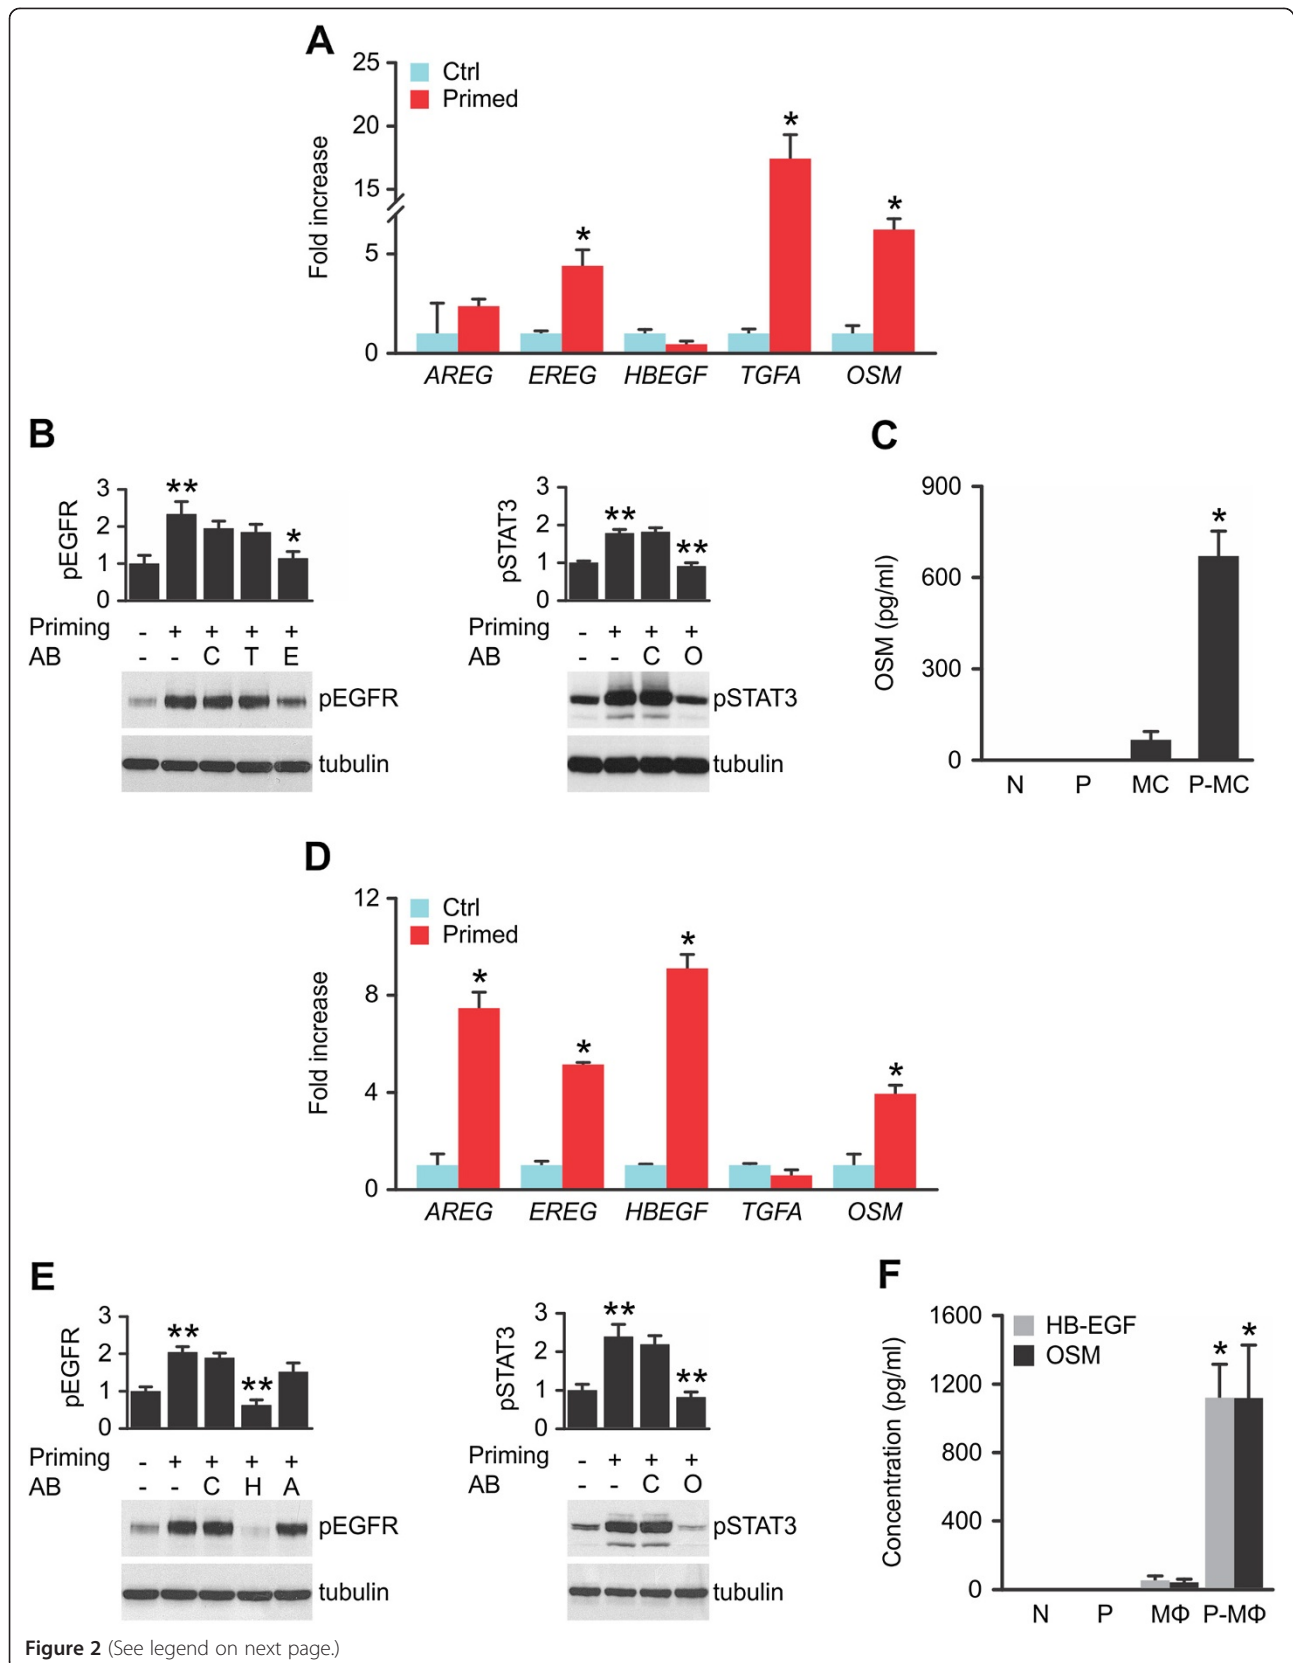 A
25
20
15
5
0
Fold increase
Ctrl
Primed
*
*
*
AREG EREG HBEGF TGFA OSM
B
3
2
1
0
pEGFR
**
*
Priming - + + + +
AB - - C T E
pEGFR
tubulin
3
2
1
0
pSTAT3
**
**
Priming - + + +
AB - - C O
pSTAT3
tubulin
C
900
600
300
0
OSM (pg/ml)
*
N P MC P-MC
D
12
8
4
0
Fold increase
Ctrl
Primed
*
*
*
*
AREG EREG HBEGF TGFA OSM
E
3
2
1
0
pEGFR
**
**
Priming - + + + +
AB - - C H A
pEGFR
tubulin
3
2
1
0
pSTAT3
**
**
Priming - + + +
AB - - C O
pSTAT3
tubulin
F
1600
1200
800
400
0
Concentration (pg/ml)
HB-EGF
OSM
* *
N P MΦ P-MΦ
Figure 2 (See legend on next page.)